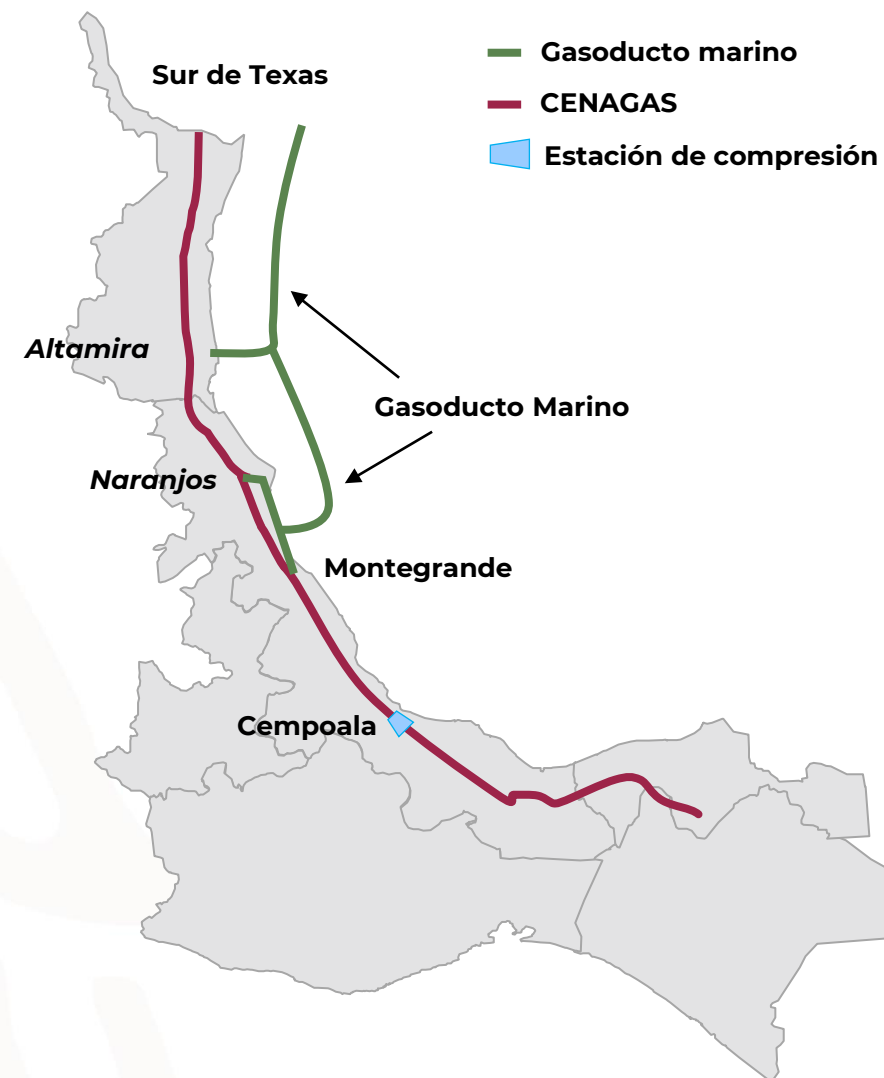 Sur de Texas
Gasoducto marino
CENAGAS
Estación de compresión
Altamira
Gasoducto Marino
Naranjos
Montegrande
Cempoala